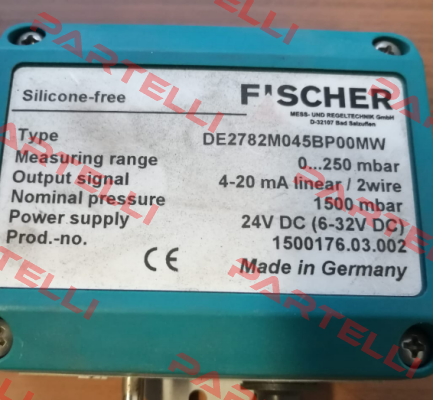 PARTELLI
Silicone-free
FISCHER
MESS- UND REGELTECHNIK GmbH
D-32107 Bad Salzuflen
Type DE2782M045BP00MW
Measuring range 0...250 mbar
Output signal 4-20 mA linear / 2wire
Nominal pressure 1500 mbar
Power supply 24V DC (6-32V DC)
Prod.-no. 1500176.03.002
CE Made in Germany
PARTELLI
PARTELLI